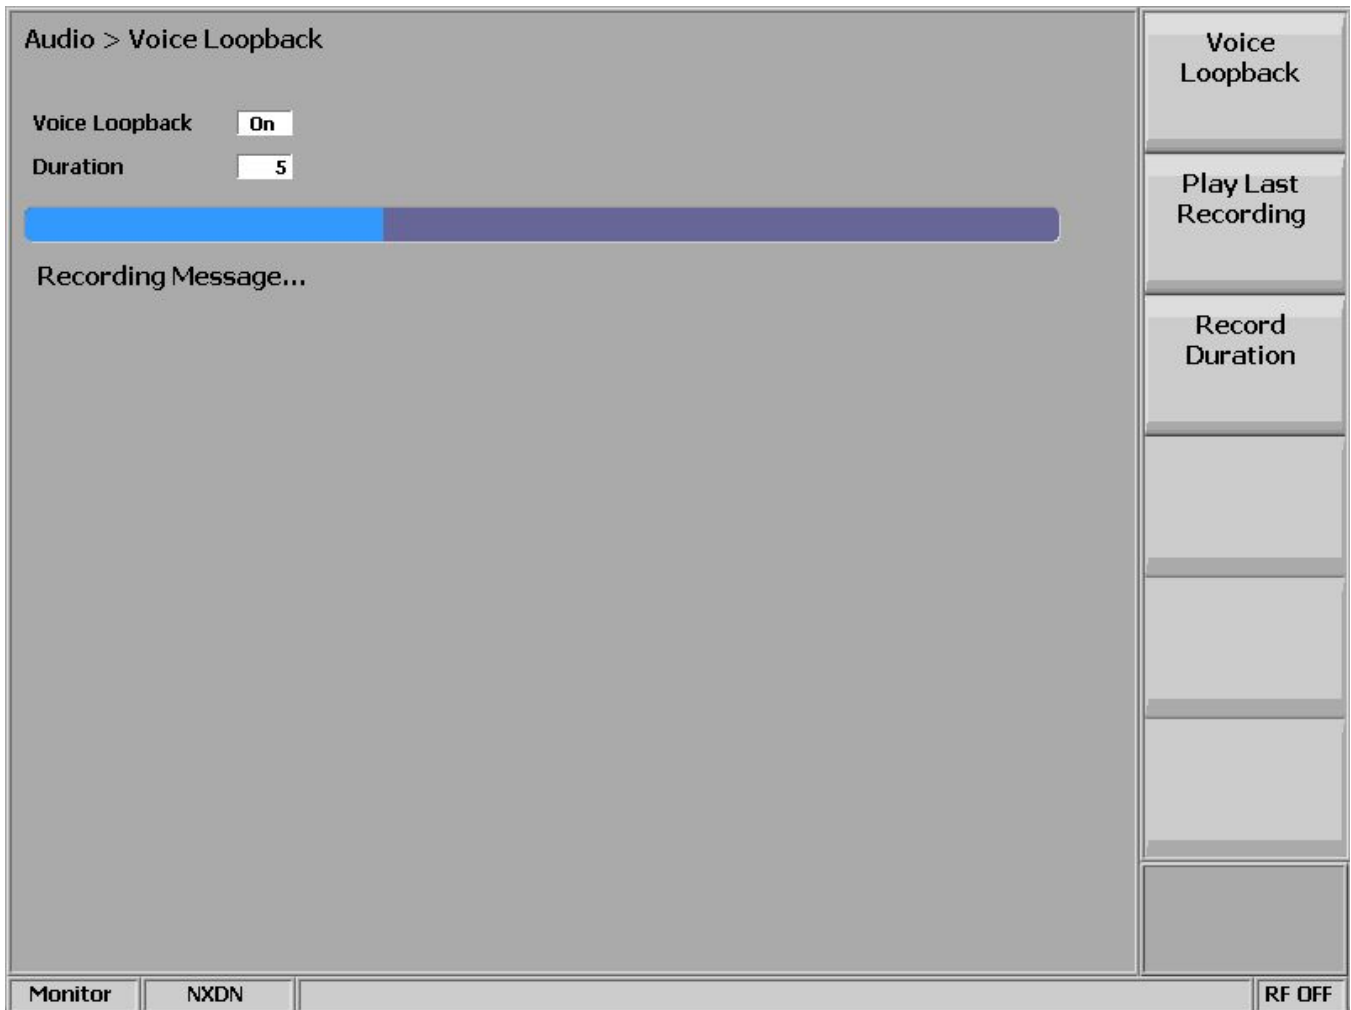 Audio > Voice Loopback
Voice Loopback On
Duration 5
Recording Message...
Voice
Loopback
Play Last
Recording
Record
Duration
Monitor NXDN RF OFF